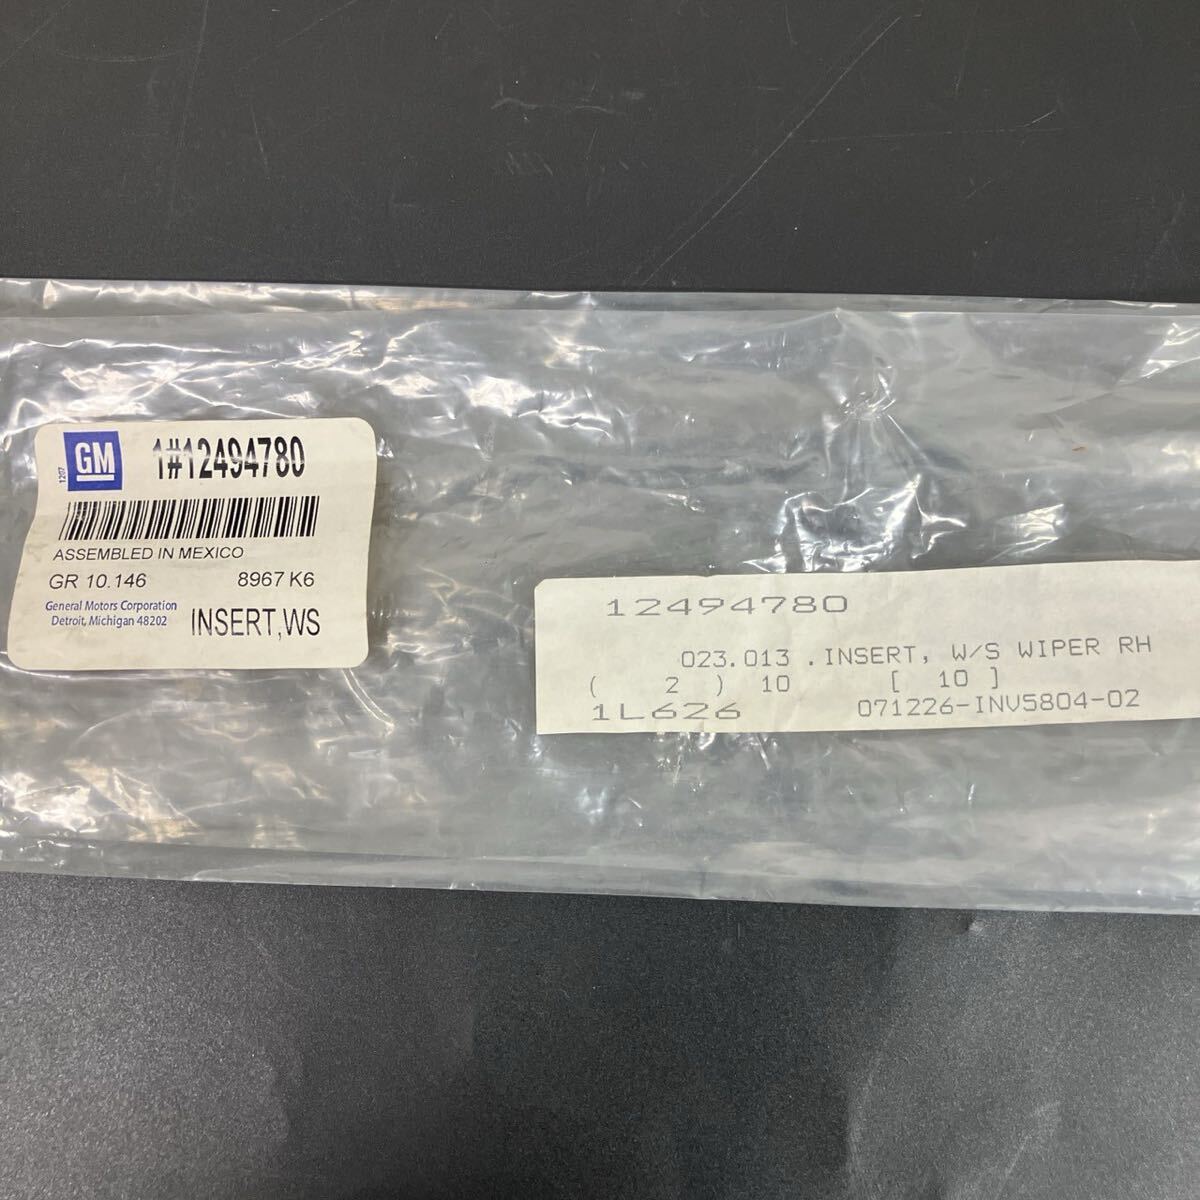 1207
GM
1#12494780
ASSEMBLED IN MEXICO
GR 10.146 8967 K6
General Motors Corporation
Detroit, Michigan 48202
INSERT,WS
12494780
023.013 .INSERT, W/S WIPER RH
( 2 ) 10 [ 10 ]
1L626 071226-INV5804-02